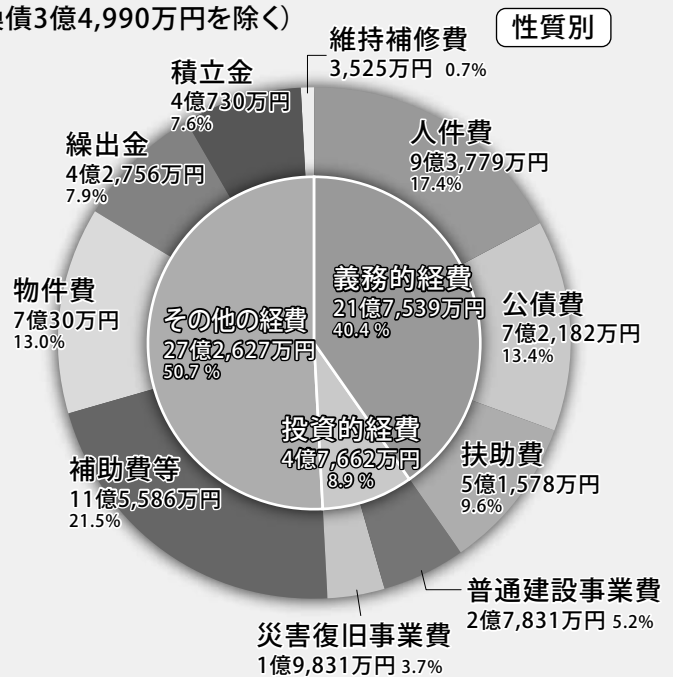 債3億4,990万円を除く)
性質別
維持補修費
3,525万円 0.7%
積立金
4億730万円
7.6%
人件費
9億3,779万円
17.4%
繰出金
4億2,756万円
7.9%
義務的経費
21億7,539万円
40.4 %
公債費
7億2,182万円
13.4%
物件費
7億30万円
13.0%
その他の経費
27億2,627万円
50.7 %
投資的経費
4億7,662万円
8.9 %
扶助費
5億1,578万円
9.6%
補助費等
11億5,586万円
21.5%
普通建設事業費
2億7,831万円 5.2%
災害復旧事業費
1億9,831万円 3.7%